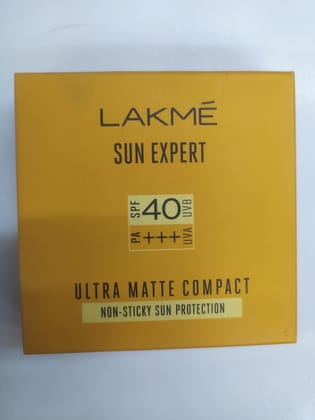 LAKMÉ
SUN EXPERT
SPF 40 UVB
PA +++ UVA
ULTRA MATTE COMPACT
NON-STICKY SUN PROTECTION